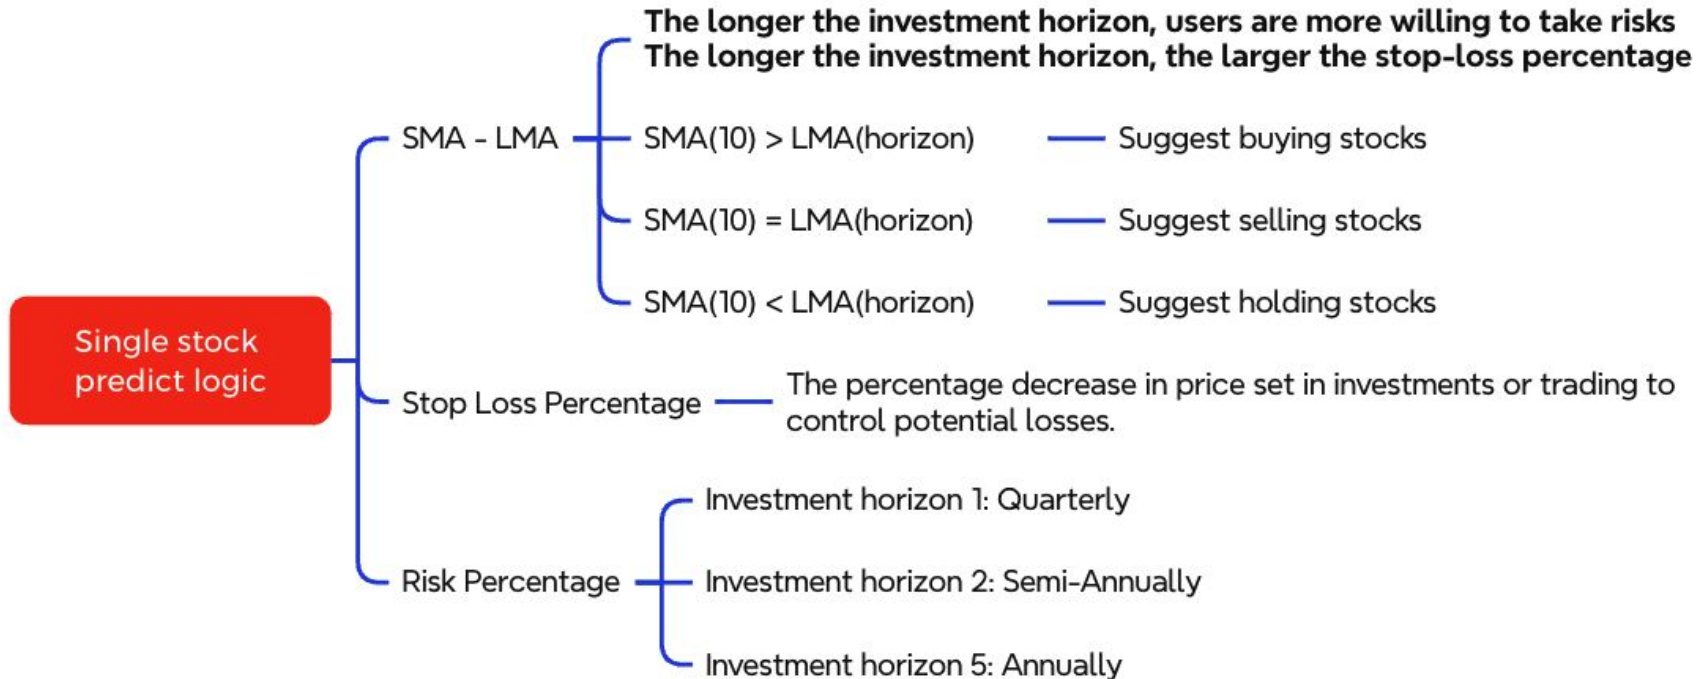 The longer the investment horizon, users are more willing to take risks
The longer the investment horizon, the larger the stop-loss percentage
SMA - LMA
SMA(10) > LMA(horizon)
Suggest buying stocks
SMA(10) = LMA(horizon)
Suggest selling stocks
SMA(10) < LMA(horizon)
Suggest holding stocks
Single stock
predict logic
Stop Loss Percentage
The percentage decrease in price set in investments or trading to
control potential losses.
Risk Percentage
Investment horizon 1: Quarterly
Investment horizon 2: Semi-Annually
Investment horizon 5: Annually